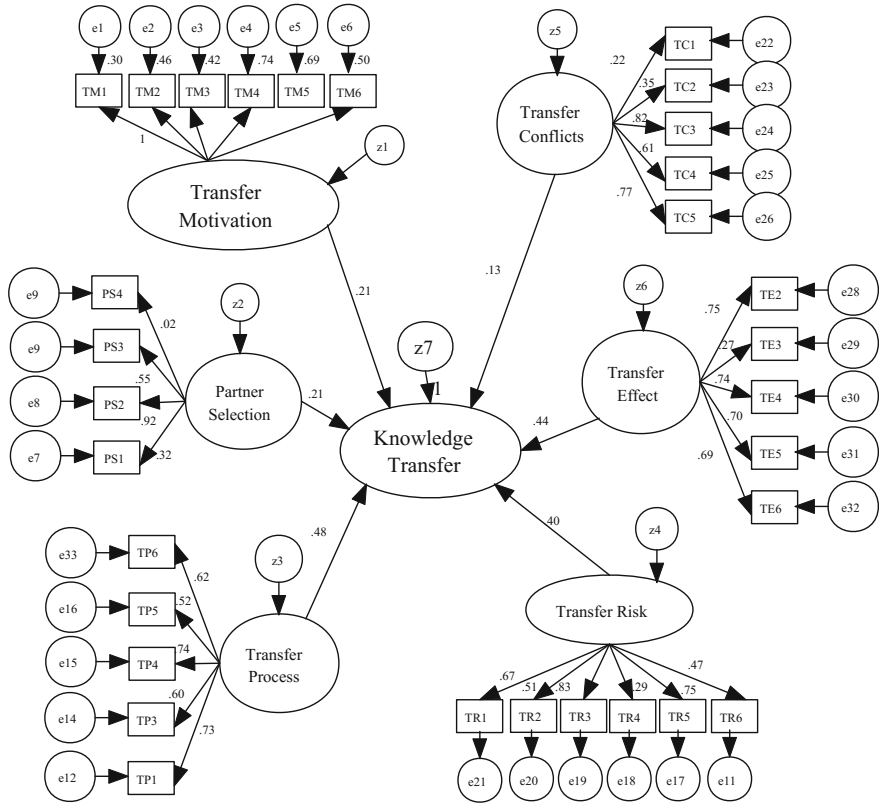 e1 e2 e3 e4 e5 e6
.30 .46 .42 .74 .69 .50
TM1 TM2 TM3 TM4 TM5 TM6
1
z1
Transfer
Motivation
.21
z5
Transfer
Conflicts
.22
.35
.82
.61
.77
TC1 e22
TC2 e23
TC3 e24
TC4 e25
TC5 e26
.13
e9 PS4
e9 PS3
e8 PS2
e7 PS1
.02
.55
.92
.32
z2
Partner
Selection
.21
z7
1
Knowledge
Transfer
z6
Transfer
Effect
.44
.75
.27
.74
.70
.69
TE2 e28
TE3 e29
TE4 e30
TE5 e31
TE6 e32
e33 TP6
e16 TP5
e15 TP4
e14 TP3
e12 TP1
.62
.52
.74
.60
.73
z3
Transfer
Process
.48
.40
z4
Transfer Risk
.67 .51 .83 .29 .75 .47
TR1 TR2 TR3 TR4 TR5 TR6
e21 e20 e19 e18 e17 e11